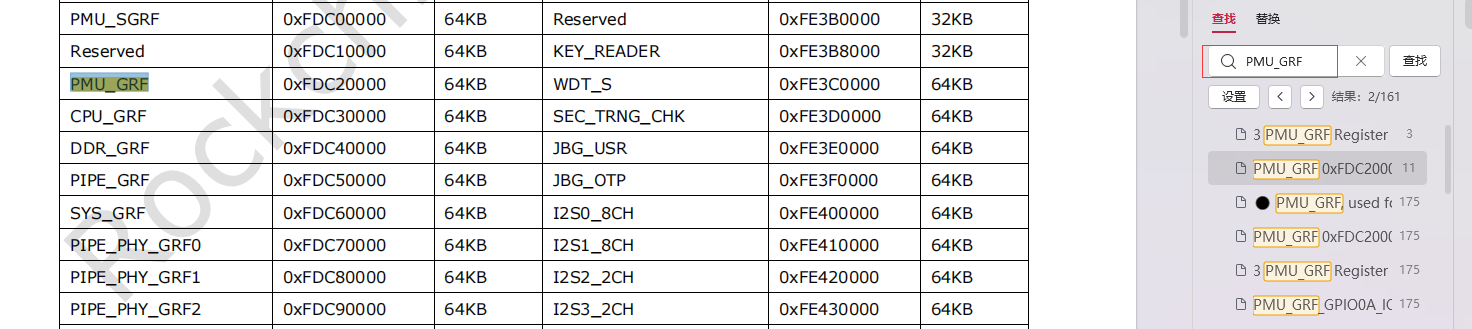 PMU_SGRF 0xFDC00000 64KB Reserved 0xFE3B0000 32KB
Reserved 0xFDC10000 64KB KEY_READER 0xFE3B8000 32KB
PMU_GRF 0xFDC20000 64KB WDT_S 0xFE3C0000 64KB
CPU_GRF 0xFDC30000 64KB SEC_TRNG_CHK 0xFE3D0000 64KB
DDR_GRF 0xFDC40000 64KB JBG_USR 0xFE3E0000 64KB
PIPE_GRF 0xFDC50000 64KB JBG_OTP 0xFE3F0000 64KB
SYS_GRF 0xFDC60000 64KB I2S0_8CH 0xFE400000 64KB
PIPE_PHY_GRF0 0xFDC70000 64KB I2S1_8CH 0xFE410000 64KB
PIPE_PHY_GRF1 0xFDC80000 64KB I2S2_2CH 0xFE420000 64KB
PIPE_PHY_GRF2 0xFDC90000 64KB I2S3_2CH 0xFE430000 64KB
Rockch
查找 替换
PMU_GRF 查找
设置 结果：2/161
3 PMU_GRF Register 3
PMU_GRF 0xFDC2000 11
PMU_GRF, used fo 175
PMU_GRF 0xFDC2000 175
3 PMU_GRF Register 175
PMU_GRF_GPIO0A_IO 175